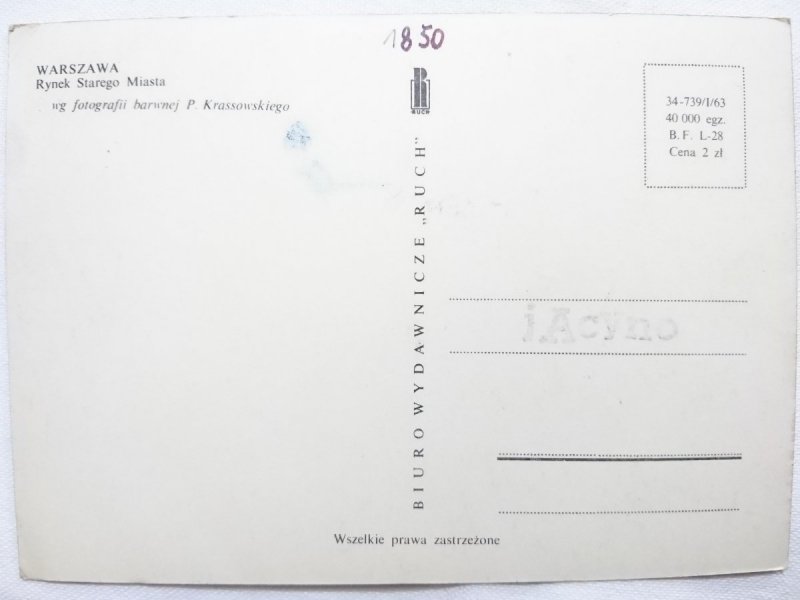 1850
WARSZAWA
Rynek Starego Miasta
wg fotografii barwnej P. Krassowskiego
RUCH
34-739/I/63
40 000 egz.
B. F. L-28
Cena 2 zł
BIURO WYDAWNICZE „RUCH”
Wszelkie prawa zastrzeżone